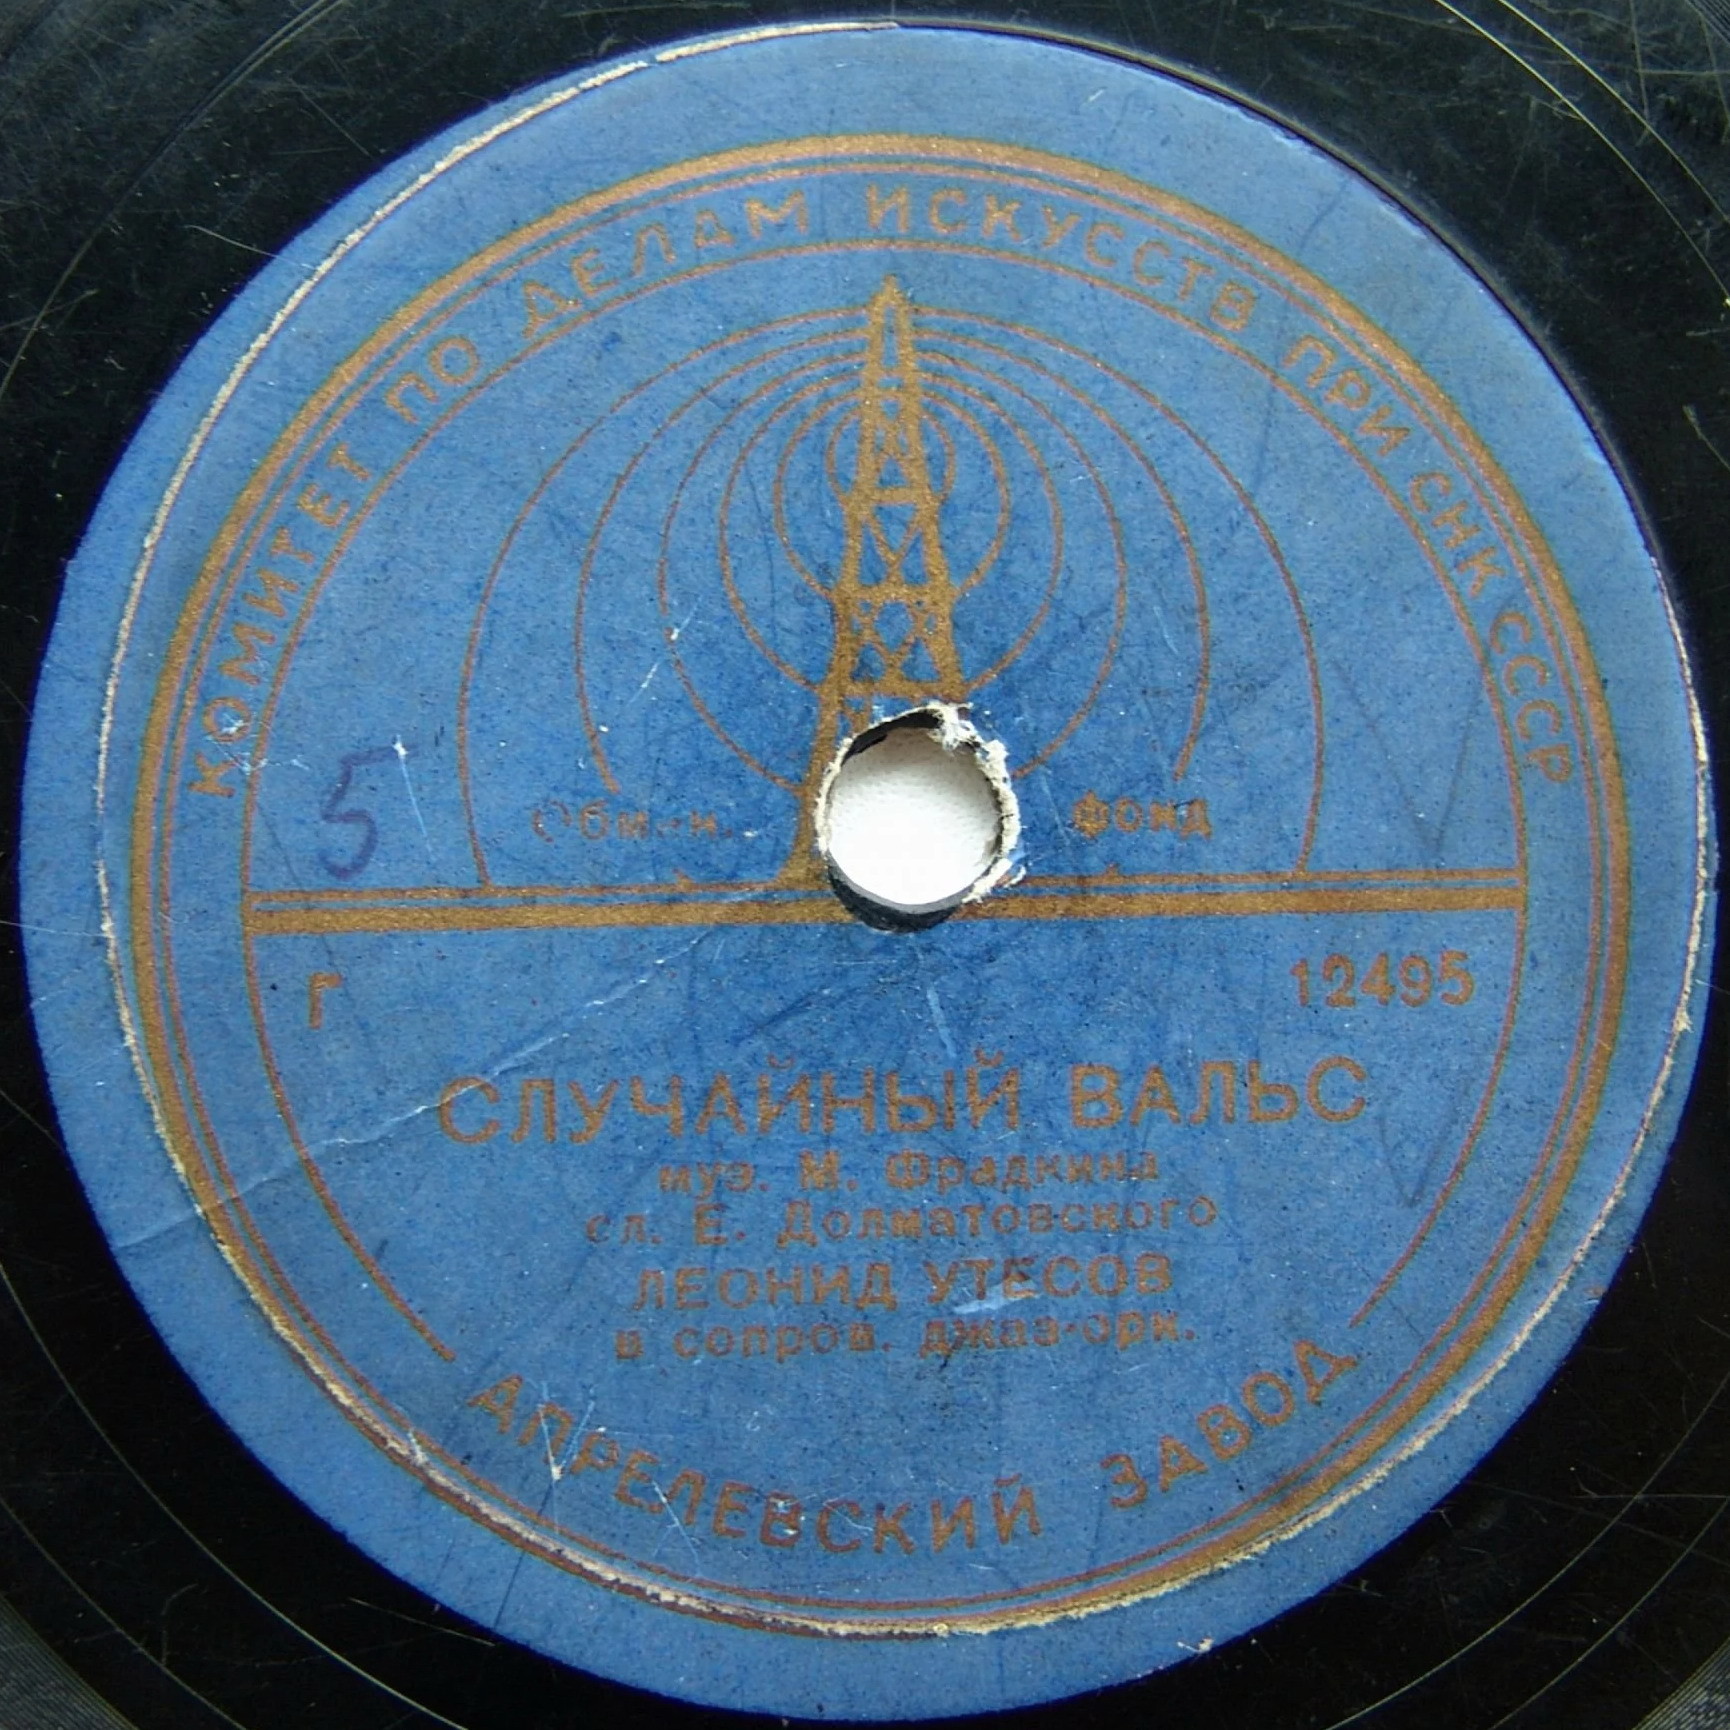 КОМИТЕТ ПО ДЕЛАМ ИСКУССТВ ПРИ СНК СССР
5
Обмен. фонд
Г 12495
СЛУЧАЙНЫЙ ВАЛЬС
муз. М. Фрадкина
сл. Е. Долматовского
ЛЕОНИД УТЕСОВ
в сопров. джаз-орк.
АПРЕЛЕВСКИЙ ЗАВОД